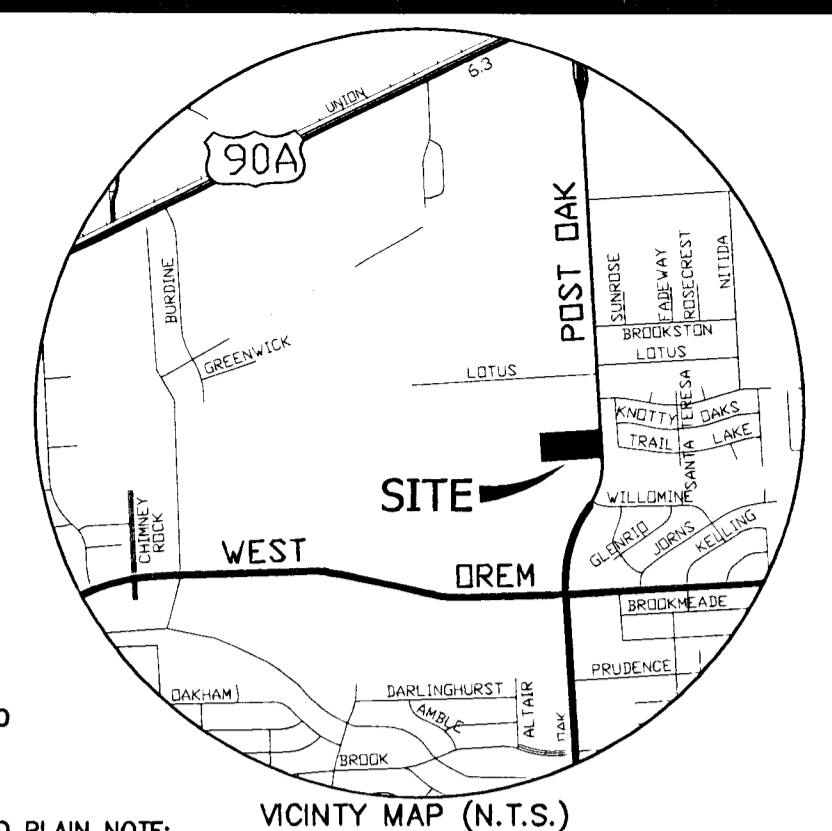 UNION
6.3
90A
POST OAK
SUNROSE
FADEWAY
ROSECREST
NITIDA
BURDINE
BROOKSTON
GREENWICK
LOTUS
LOTUS
SANTA TERESA
KNOTTY OAKS
TRAIL LAKE
SITE
WILLOMINE
CHIMNEY
ROCK
GLENRIO
JORNS
KELLING
WEST OREM
BROOKMEADE
PRUDENCE
OAKHAM
DARLINGHURST
ALTAIR
AMBLE
OAK
BROOK
VICINTY MAP (N.T.S.)
PLAIN NOTE: